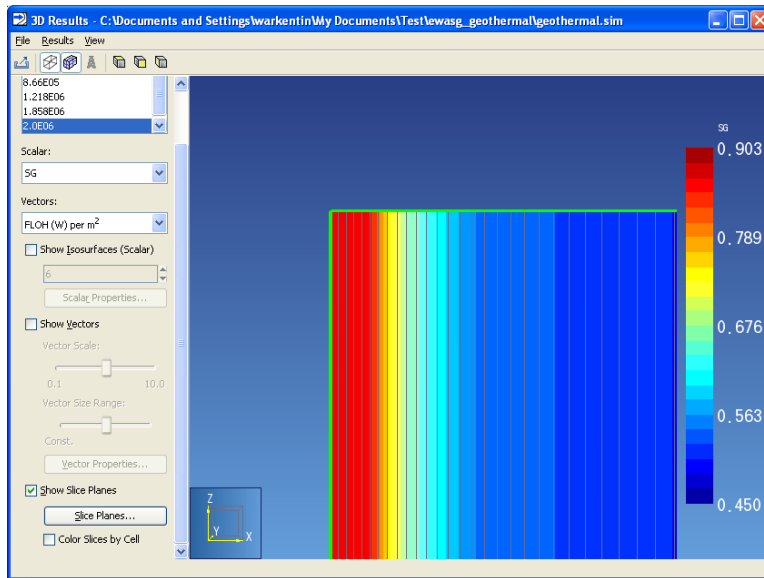 3D Results - C:\Documents and Settings\warkentin\My Documents\Test\ewasg_geothermal\geothermal.sim
File Results View
8.66E05
1.218E06
1.858E06
2.0E06
Scalar:
SG
Vectors:
FLOH (W) per m²
Show Isosurfaces (Scalar)
6
Scalar Properties...
Show Vectors
Vector Scale:
0.1 10.0
Vector Size Range:
Const.
Vector Properties...
Show Slice Planes
Slice Planes...
Color Slices by Cell
SG
0.903
0.789
0.676
0.563
0.450
Z
Y
X